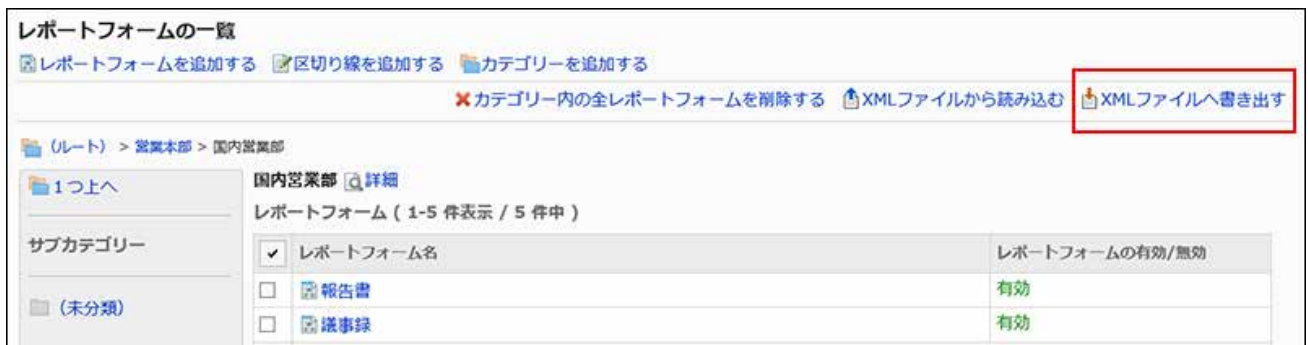 レポートフォームの一覧
レポートフォームを追加する 区切り線を追加する カテゴリーを追加する
カテゴリー内の全レポートフォームを削除する XMLファイルから読み込む XMLファイルへ書き出す
(ルート) > 営業本部 > 国内営業部
1つ上へ
サブカテゴリー
(未分類)
国内営業部 詳細
レポートフォーム ( 1-5 件表示 / 5 件中 )
レポートフォーム名 レポートフォームの有効/無効
報告書 有効
議事録 有効